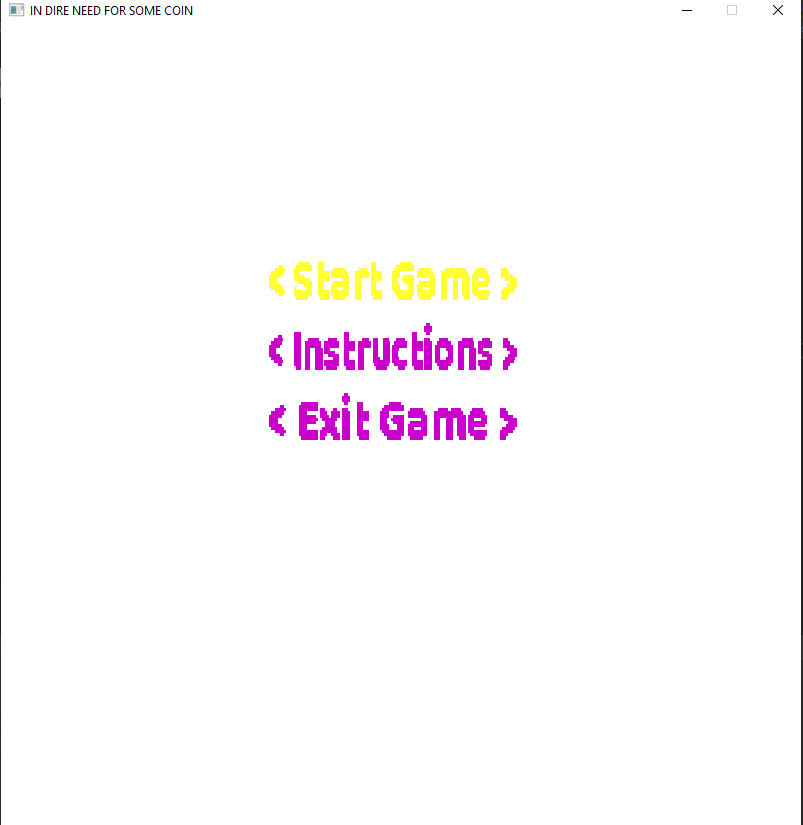 IN DIRE NEED FOR SOME COIN
< Start Game >
< Instructions >
< Exit Game >